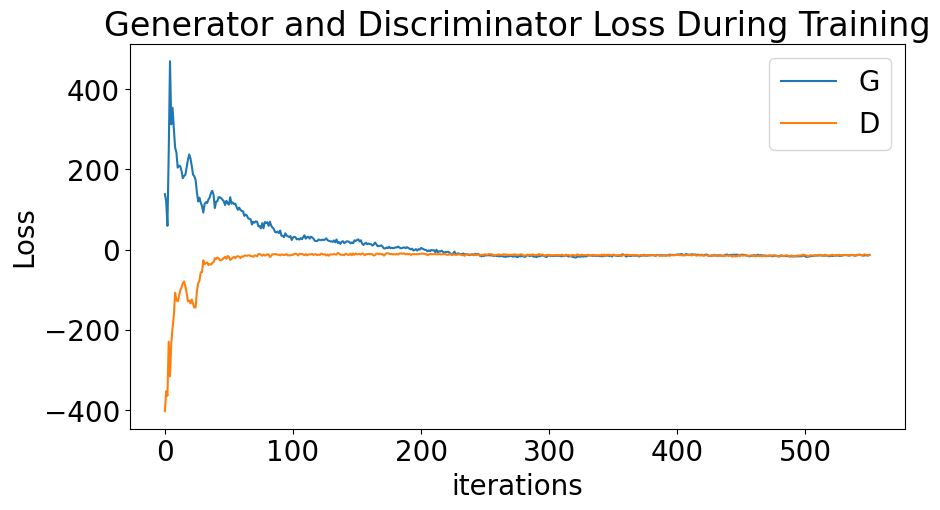 Generator and Discriminator Loss During Training
G
D
400
200
0
−200
−400
Loss
0 100 200 300 400 500
iterations